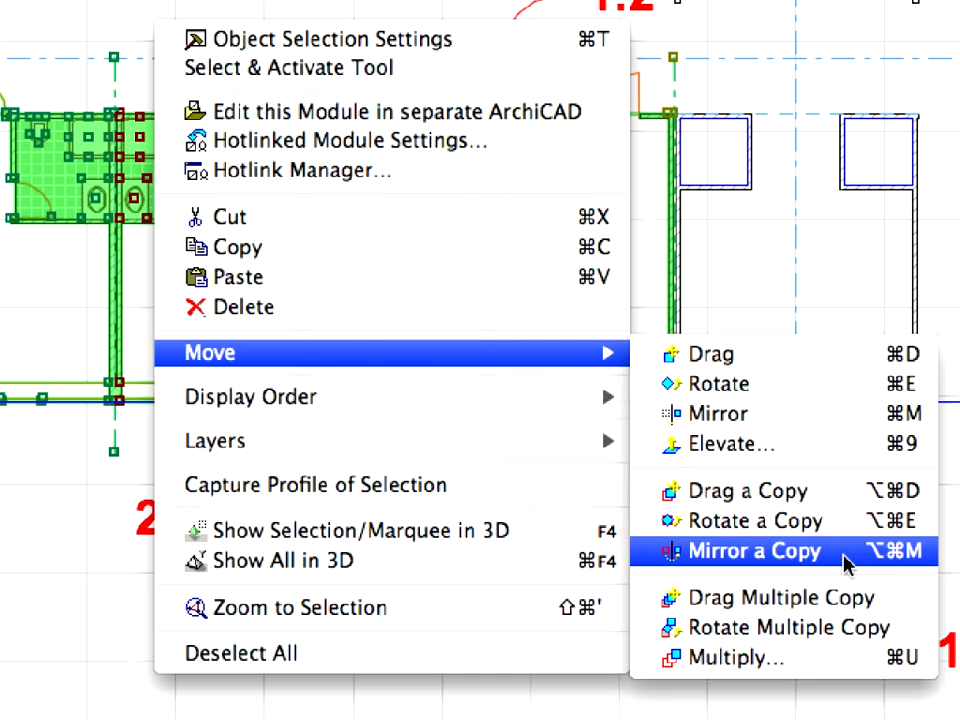 1.2
Object Selection Settings ⌘T
Select & Activate Tool
Edit this Module in separate ArchiCAD
Hotlinked Module Settings...
Hotlink Manager...
Cut ⌘X
Copy ⌘C
Paste ⌘V
Delete
Move
Display Order
Layers
Capture Profile of Selection
Show Selection/Marquee in 3D F4
Show All in 3D ⌘F4
Zoom to Selection ⇧⌘'
Deselect All
Drag ⌘D
Rotate ⌘E
Mirror ⌘M
Elevate... ⌘9
Drag a Copy ⌥⌘D
Rotate a Copy ⌥⌘E
Mirror a Copy ⌥⌘M
Drag Multiple Copy
Rotate Multiple Copy
Multiply... ⌘U
2
1